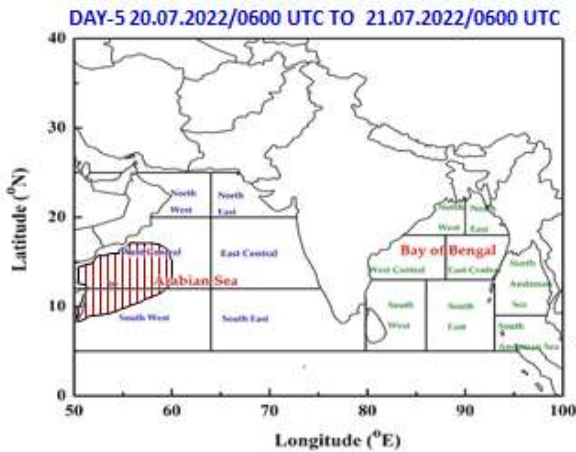 DAY-5 20.07.2022/0600 UTC TO 21.07.2022/0600 UTC
40
30
20
10
0
Latitude (°N)
North
West
North
East
North
West
North
East
Central
East Central
Arabian Sea
South West
South East
Bay of Bengal
West Central
East Central
North
Andaman
Sea
South
West
South
East
South
Andaman Sea
50
60
70
80
90
100
Longitude (°E)